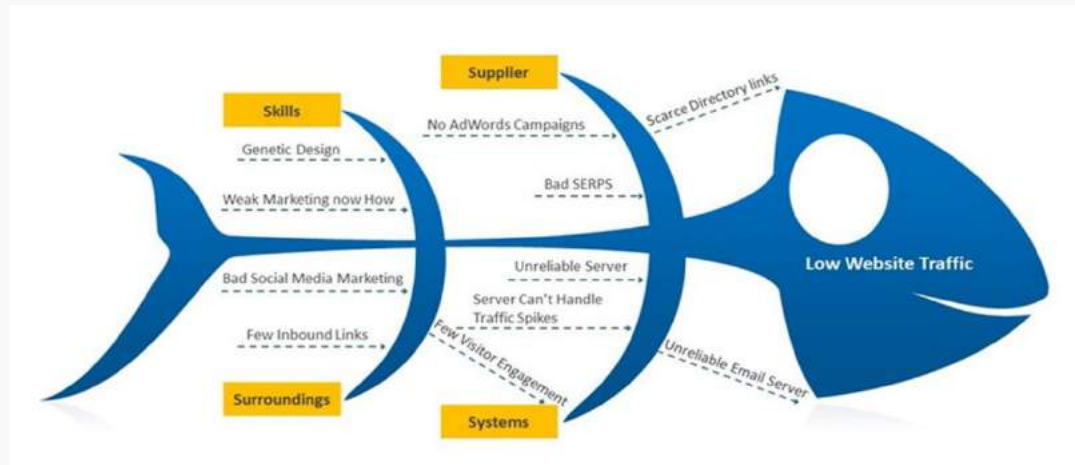 Supplier
Skills
Scarce Directory links
No AdWords Campaigns
Genetic Design
Bad SERPS
Weak Marketing now How
Low Website Traffic
Unreliable Server
Bad Social Media Marketing
Server Can't Handle
Traffic Spikes
Few Inbound Links
Few Visitor Engagement
Unreliable Email Server
Surroundings
Systems